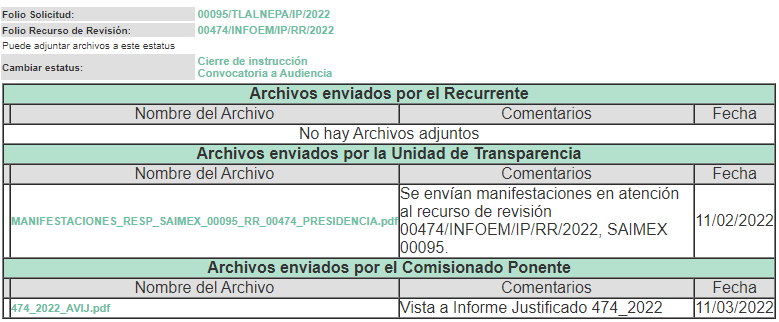 Folio Solicitud: 00095/TLALNEPA/IP/2022
Folio Recurso de Revisión: 00474/INFOEM/IP/RR/2022
Puede adjuntar archivos a este estatus
Cambiar estatus: Cierre de instrucción
Convocatoria a Audiencia
Archivos enviados por el Recurrente
Nombre del Archivo Comentarios Fecha
No hay Archivos adjuntos
Archivos enviados por la Unidad de Transparencia
Nombre del Archivo Comentarios Fecha
MANIFESTACIONES_RESP_SAIMEX_00095_RR_00474_PRESIDENCIA.pdf Se envían manifestaciones en atención
al recurso de revisión
00474/INFOEM/IP/RR/2022, SAIMEX
00095. 11/02/2022
Archivos enviados por el Comisionado Ponente
Nombre del Archivo Comentarios Fecha
474_2022_AVIJ.pdf Vista a Informe Justificado 474_2022 11/03/2022